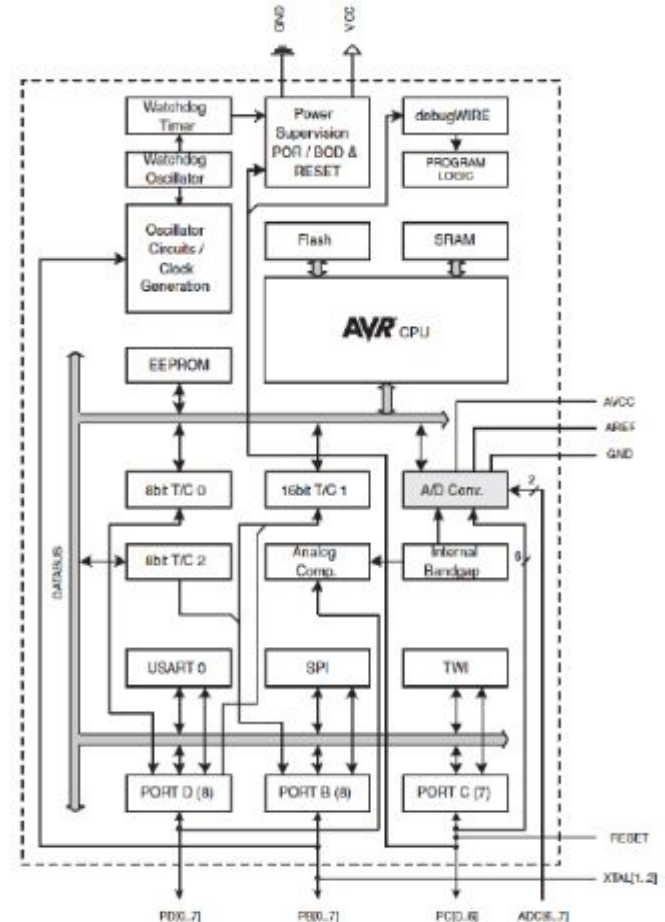 GND
VCC
Watchdog
Timer
Power
Supervision
POR / BOD &
RESET
debugWIRE
Watchdog
Oscillator
PROGRAM
LOGIC
Oscillator
Circuits /
Clock
Generation
Flash
SRAM
AVR CPU
EEPROM
AVCC
AREF
GND
8bit T/C 0
16bit T/C 1
A/D Conv.
2
8bit T/C 2
Analog
Comp.
Internal
Bandgap
6
DATABUS
USART 0
SPI
TWI
PORT D (8)
PORT B (8)
PORT C (7)
RESET
XTAL[1..2]
PD[0..7]
PB[0..7]
PC[0..6]
ADC[6..7]